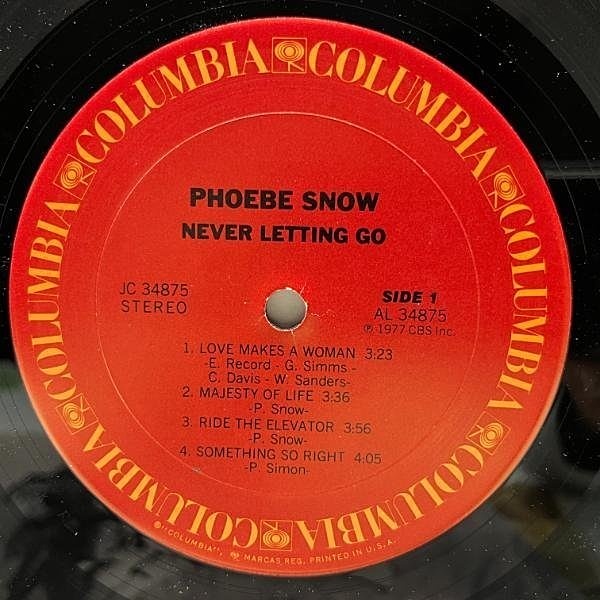 COLUMBIA COLUMBIA COLUMBIA COLUMBIA COLUMBIA COLUMBIA
PHOEBE SNOW
NEVER LETTING GO
JC 34875
STEREO
SIDE 1
AL 34875
Ⓟ 1977 CBS Inc.
1. LOVE MAKES A WOMAN 3:23
-E. Record - G. Simms -
C. Davis - W. Sanders-
2. MAJESTY OF LIFE 3:36
-P. Snow-
3. RIDE THE ELEVATOR 3:56
-P. Snow-
4. SOMETHING SO RIGHT 4:05
-P. Simon-
®"COLUMBIA", MARCAS REG. PRINTED IN U.S.A.